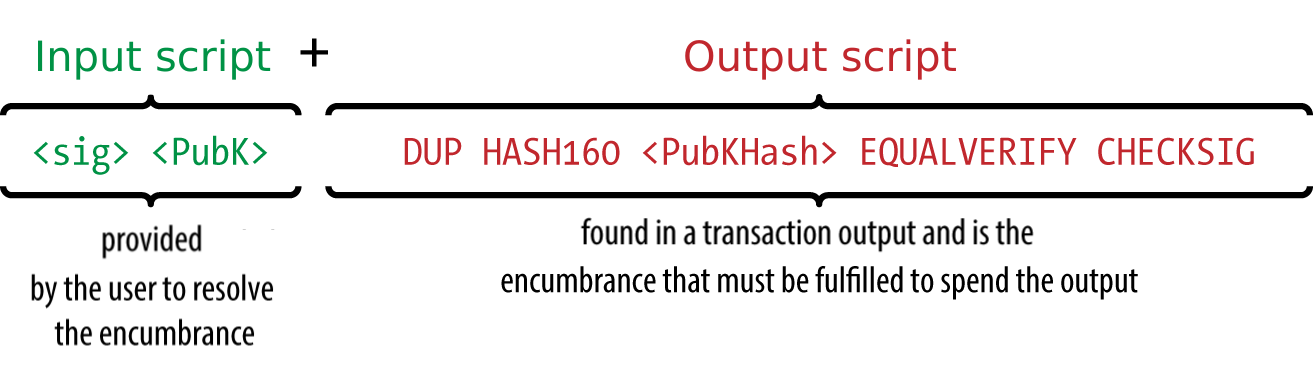 Input script + Output script
<sig> <PubK> DUP HASH160 <PubKHash> EQUALVERIFY CHECKSIG
provided
by the user to resolve
the encumbrance
found in a transaction output and is the
encumbrance that must be fulfilled to spend the output